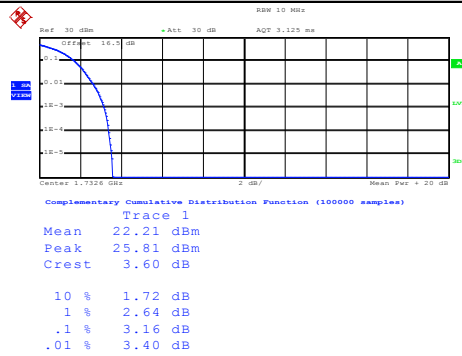 RBW 10 MHz
Ref 30 dBm Att 30 dB AQT 3.125 ms
Offset 16.5 dB
0.1
0.01
1E-3
1E-4
1E-5
A
1 SA
VIEW
LV
3D
Center 1.7326 GHz 2 dB/ Mean Pwr + 20 dB
Complementary Cumulative Distribution Function (100000 samples)
Trace 1
Mean 22.21 dBm
Peak 25.81 dBm
Crest 3.60 dB
10 % 1.72 dB
1 % 2.64 dB
.1 % 3.16 dB
.01 % 3.40 dB